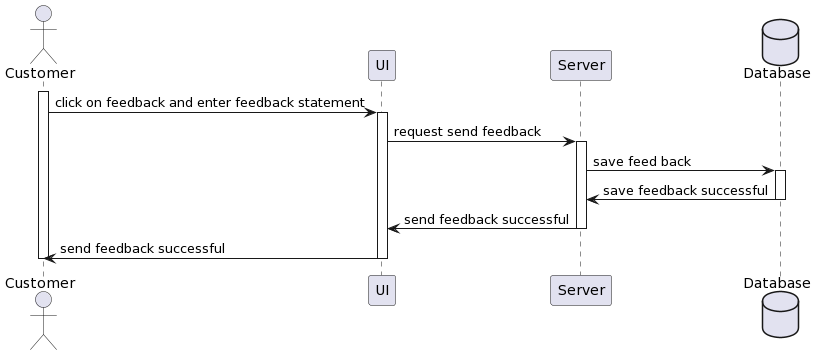 Customer
UI
Server
Database
click on feedback and enter feedback statement
request send feedback
save feed back
save feedback successful
send feedback successful
send feedback successful
Customer
UI
Server
Database